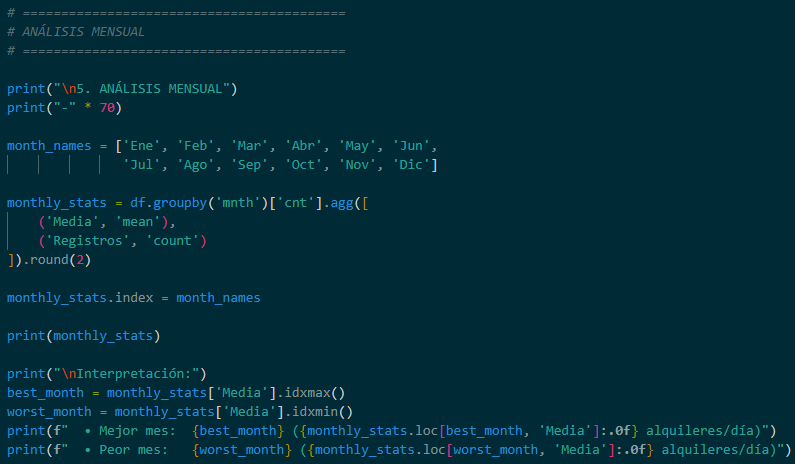 # ==========================================
# ANÁLISIS MENSUAL
# ==========================================
print("\n5. ANÁLISIS MENSUAL")
print("-" * 70)
month_names = ['Ene', 'Feb', 'Mar', 'Abr', 'May', 'Jun',
'Jul', 'Ago', 'Sep', 'Oct', 'Nov', 'Dic']
monthly_stats = df.groupby('mnth')['cnt'].agg([
('Media', 'mean'),
('Registros', 'count')
]).round(2)
monthly_stats.index = month_names
print(monthly_stats)
print("\nInterpretación:")
best_month = monthly_stats['Media'].idxmax()
worst_month = monthly_stats['Media'].idxmin()
print(f"  • Mejor mes:  {best_month} ({monthly_stats.loc[best_month, 'Media']:.0f} alquileres/día)")
print(f"  • Peor mes:   {worst_month} ({monthly_stats.loc[worst_month, 'Media']:.0f} alquileres/día)")